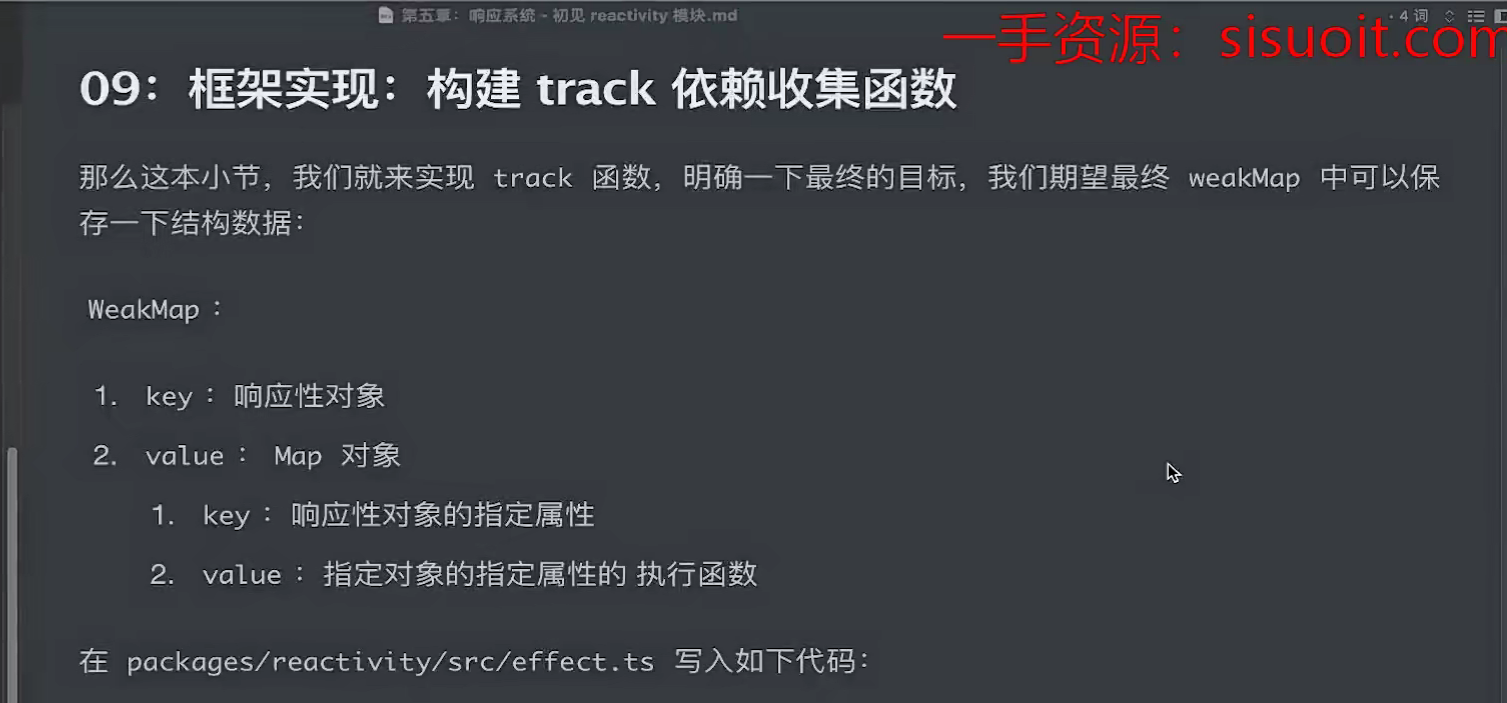 第五章：响应系统 - 初见 reactivity 模块.md
· 4 词
一手资源：sisuoit.com
09：框架实现：构建 track 依赖收集函数
那么这本小节，我们就来实现 track 函数，明确一下最终的目标，我们期望最终 weakMap 中可以保
存一下结构数据：
WeakMap：
1. key：响应性对象
2. value： Map 对象
1. key：响应性对象的指定属性
2. value：指定对象的指定属性的 执行函数
在 packages/reactivity/src/effect.ts 写入如下代码：